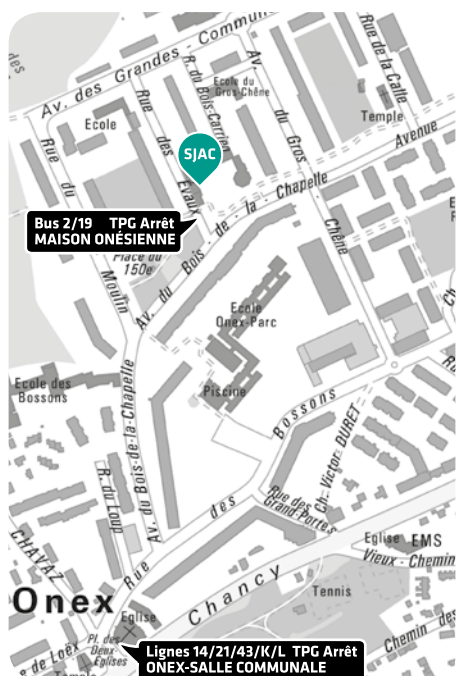 Av. des Grandes - Commun
R. du Bois-Carrien
Av.
du
Gros
Chêne
Rue de la Calle
Ecole du
Gros-Chêne
Ecole
Rue
des
Evaux
Temple
Avenue
SJAC
Rue
du
Moulin
Bus 2/19 TPG Arrêt
MAISON ONÉSIENNE
Place du
150e
Av. du Bois - de - la - Chapelle
Ecole
Onex-Parc
Ch
Ecole des
Bossons
Piscine
Av. du Bois-de-la-Chapelle
Rue
des
Bossons
Ch. Victor DURET
R. du Loup
CHAVAZ
Rue des
Grand-Portes
Eglise
EMS
Vieux - Chemin
Onex
Chancy
Tennis
Eglise
Pl. des
Deux
Eglises
Chemin des
e de Loëx
Temple
Lignes 14/21/43/K/L TPG Arrêt
ONEX-SALLE COMMUNALE